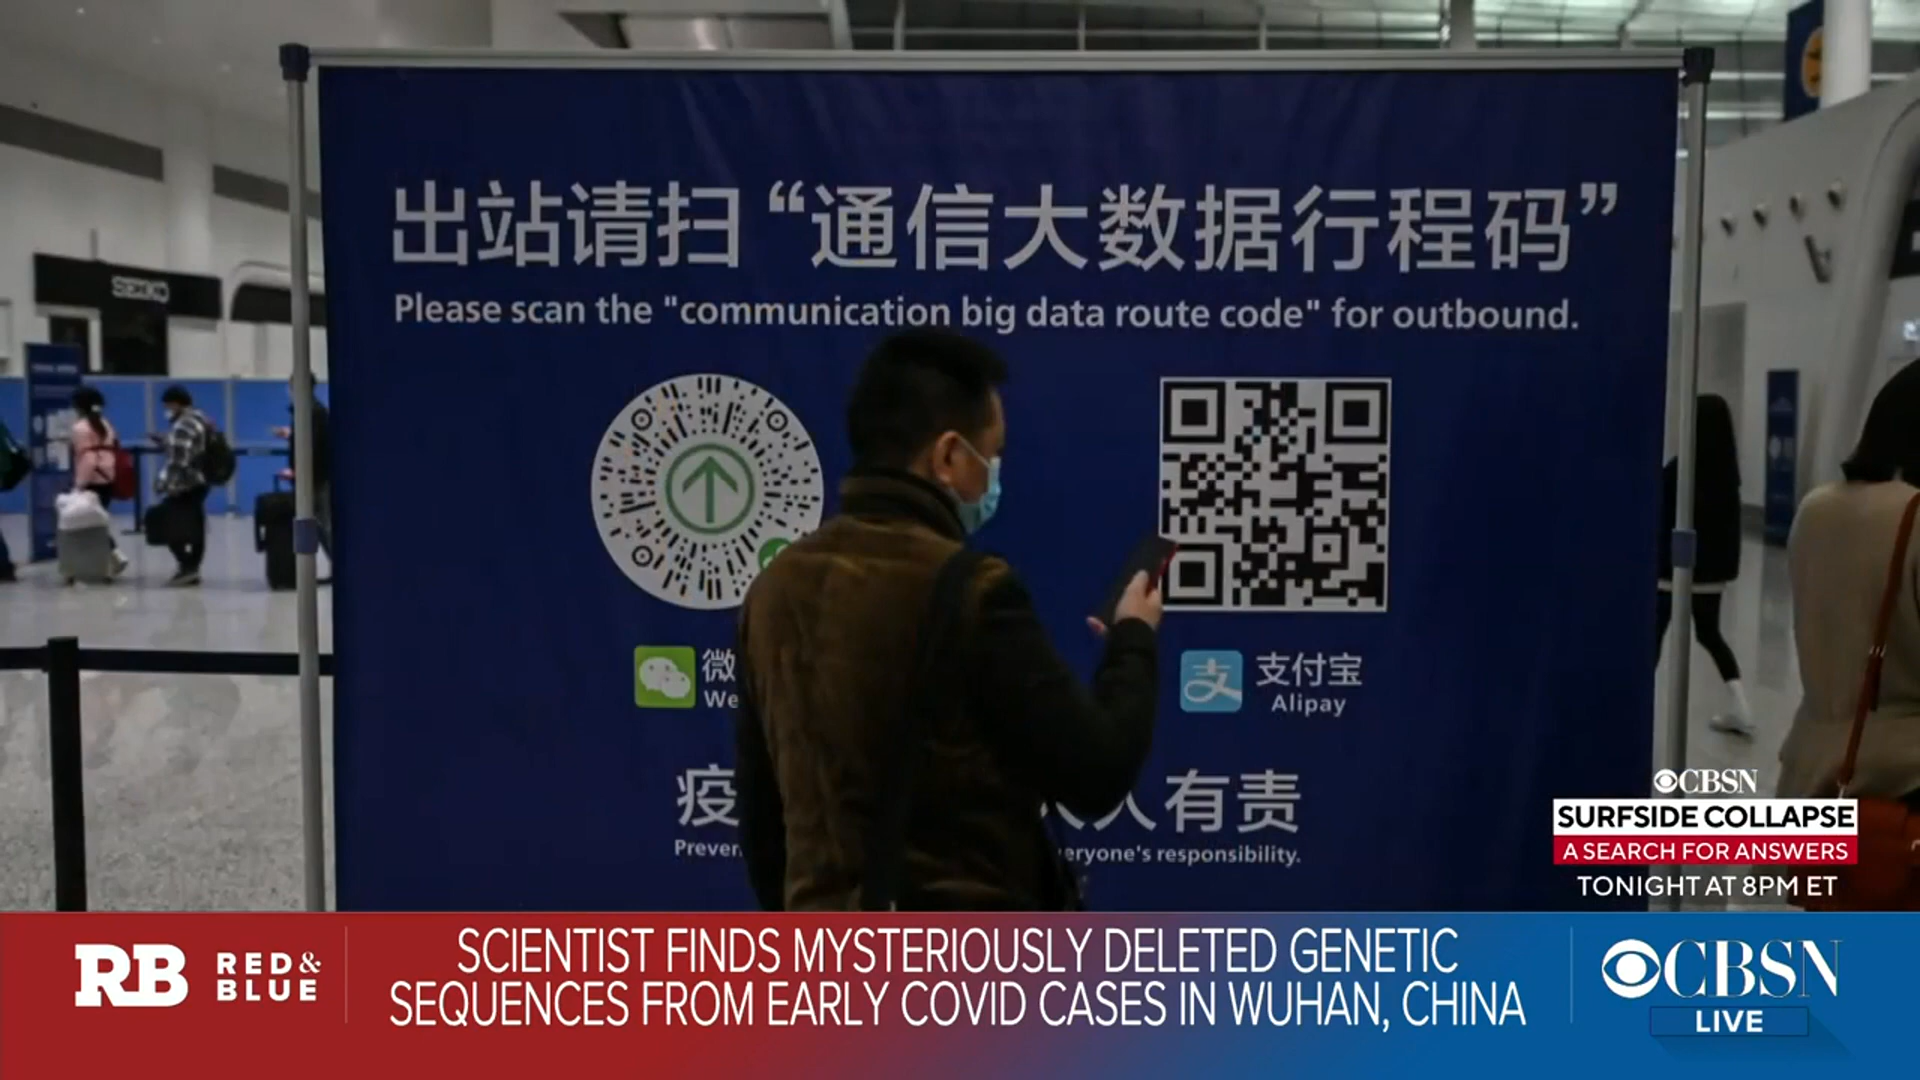 出站请扫“通信大数据行程码”
Please scan the "communication big data route code" for outbound.
微
We
支付宝
Alipay
疫
人有责
Preven
eryone's responsibility.
CBSN
SURFSIDE COLLAPSE
A SEARCH FOR ANSWERS
TONIGHT AT 8PM ET
RB
RED&
BLUE
SCIENTIST FINDS MYSTERIOUSLY DELETED GENETIC
SEQUENCES FROM EARLY COVID CASES IN WUHAN, CHINA
CBSN
LIVE